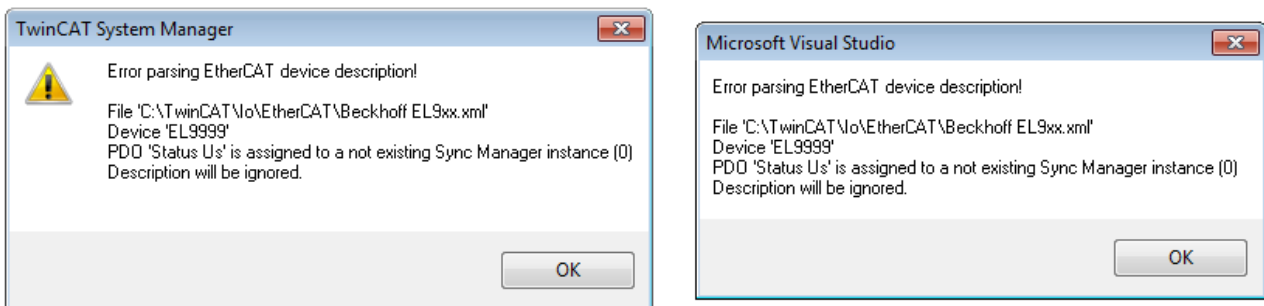 TwinCAT System Manager
Error parsing EtherCAT device description!
File 'C:\TwinCAT\Io\EtherCAT\Beckhoff EL9xx.xml'
Device 'EL9999'
PDO 'Status Us' is assigned to a not existing Sync Manager instance (0)
Description will be ignored.
OK
Microsoft Visual Studio
Error parsing EtherCAT device description!
File 'C:\TwinCAT\Io\EtherCAT\Beckhoff EL9xx.xml'
Device 'EL9999'
PDO 'Status Us' is assigned to a not existing Sync Manager instance (0)
Description will be ignored.
OK